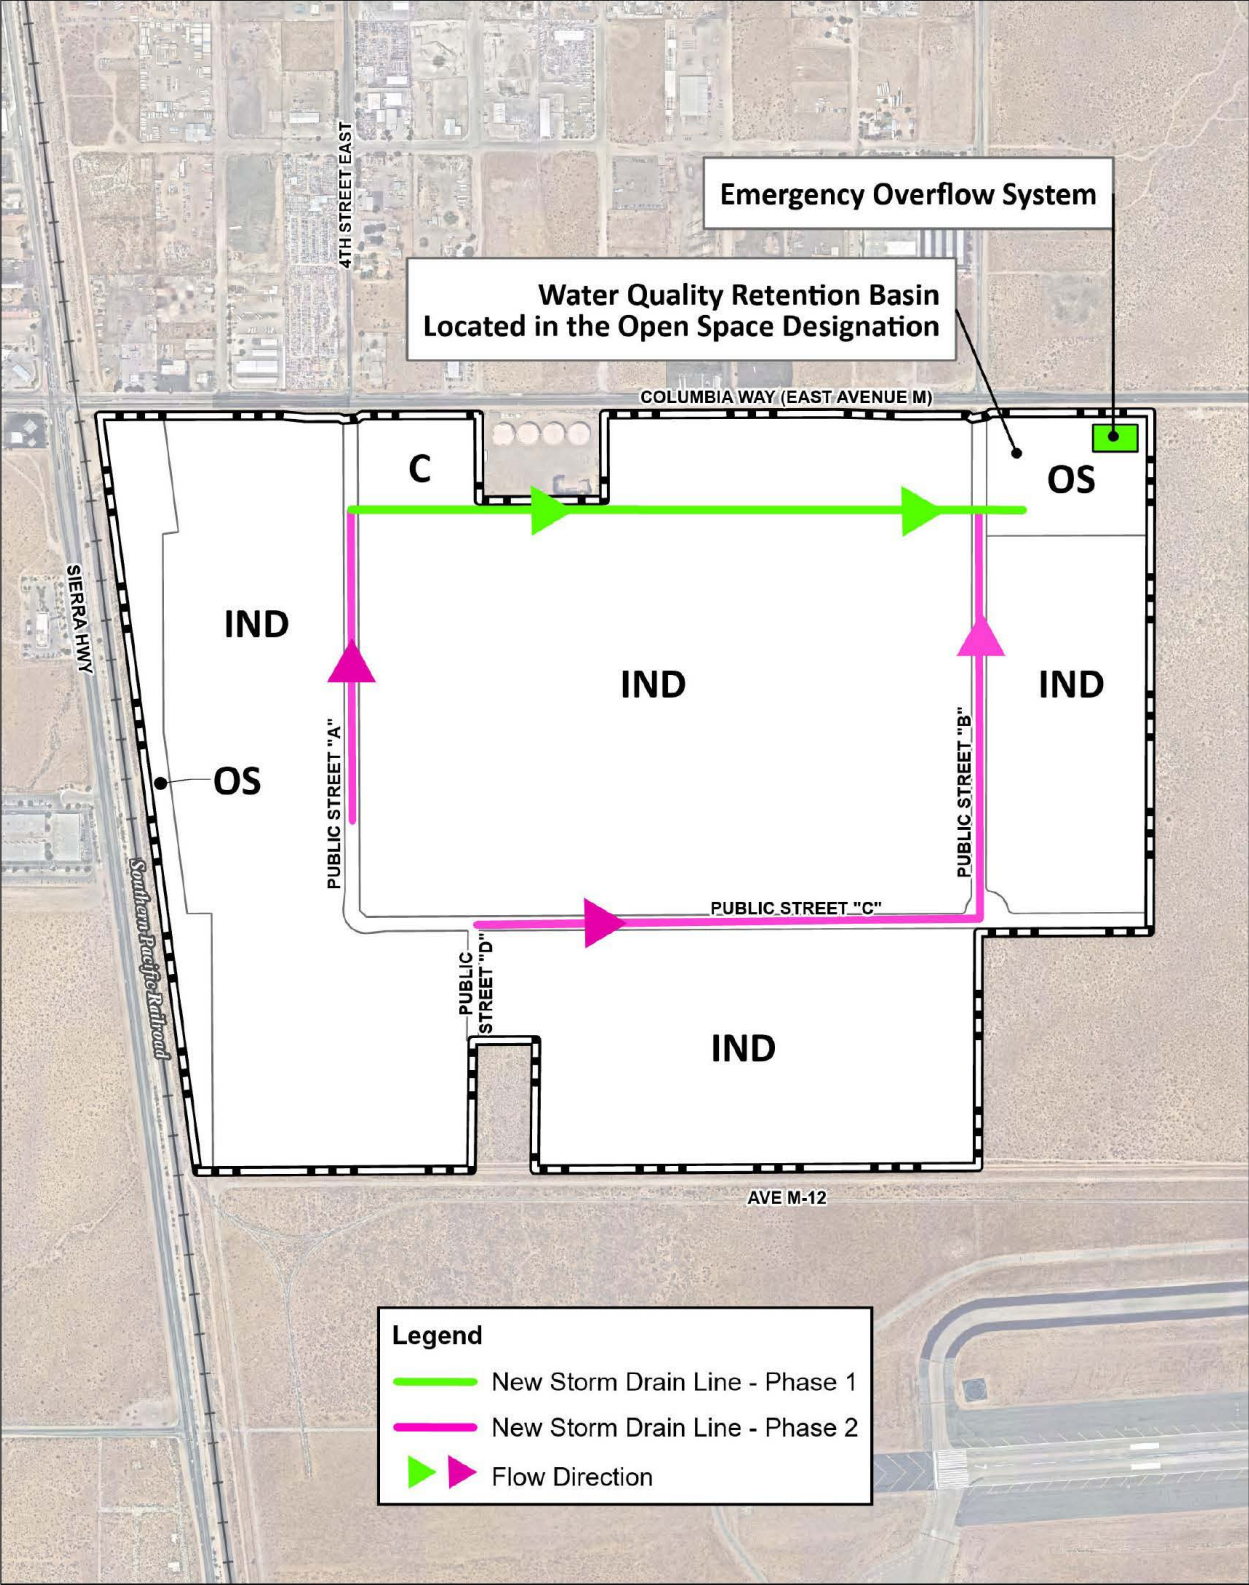 4TH STREET EAST
Emergency Overflow System
Water Quality Retention Basin
Located in the Open Space Designation
COLUMBIA WAY (EAST AVENUE M)
C
OS
SIERRA HWY
IND
IND
IND
OS
PUBLIC STREET "A"
PUBLIC STREET "B"
PUBLIC STREET "C"
Southern Pacific Railroad
PUBLIC
STREET "D"
IND
AVE M-12
Legend
New Storm Drain Line - Phase 1
New Storm Drain Line - Phase 2
Flow Direction